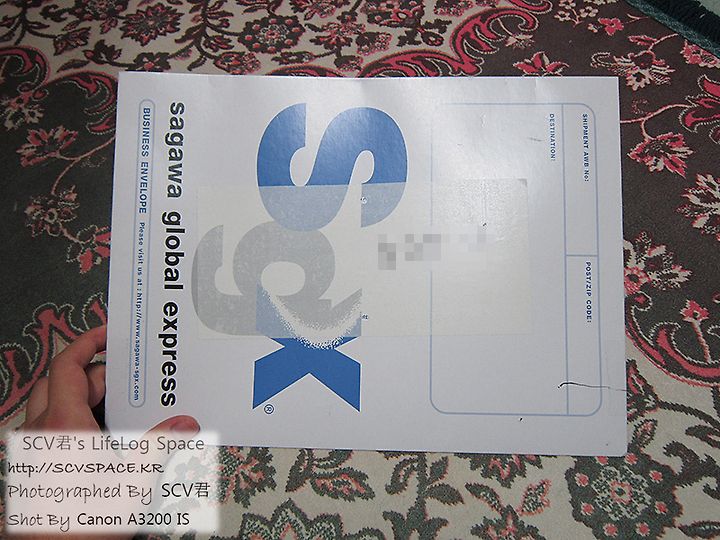 SHIPMENT AWB No:
DESTINATION:
POST/ZIP CODE:
sgx®
sagawa global express
BUSINESS ENVELOPE Please visit us at : http://www.sagawa-sgx.com
SCV君's LifeLog Space
http://SCVSPACE.KR
Photographed By SCV君
Shot By Canon A3200 IS